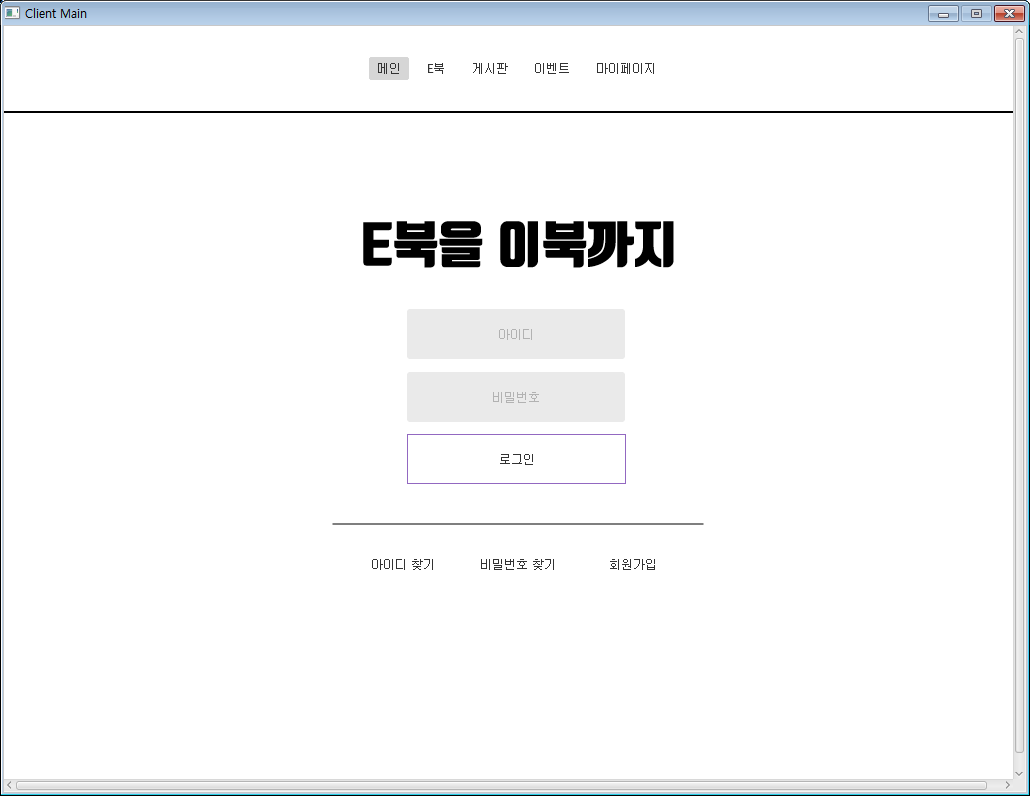 Client Main
메인 E북 게시판 이벤트 마이페이지
E북을 이북까지
아이디
비밀번호
로그인
아이디 찾기 비밀번호 찾기 회원가입